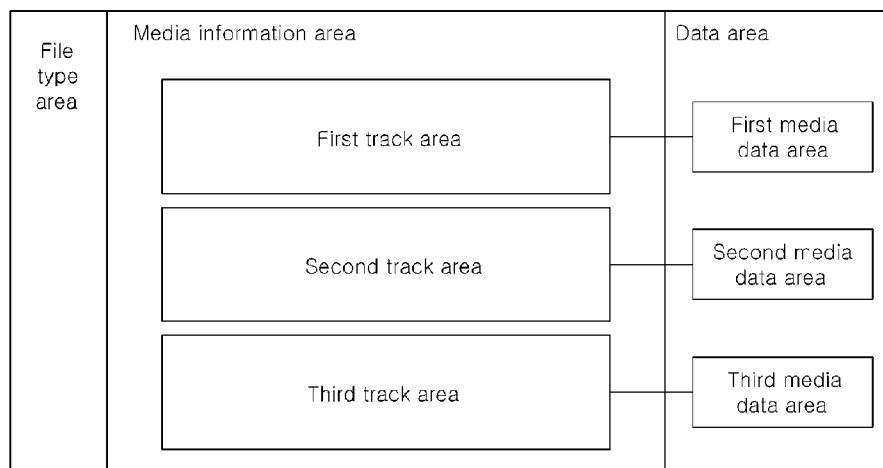 File
type
area
Media information area
Data area
First track area
First media
data area
Second track area
Second media
data area
Third track area
Third media
data area